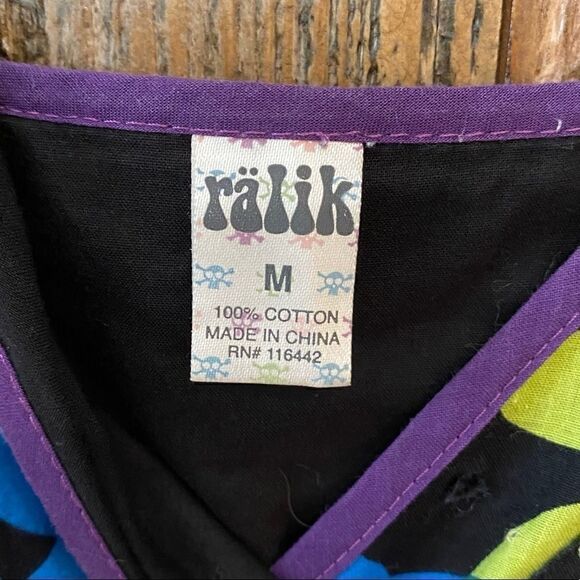 rälik
M
100% COTTON
MADE IN CHINA
RN# 116442